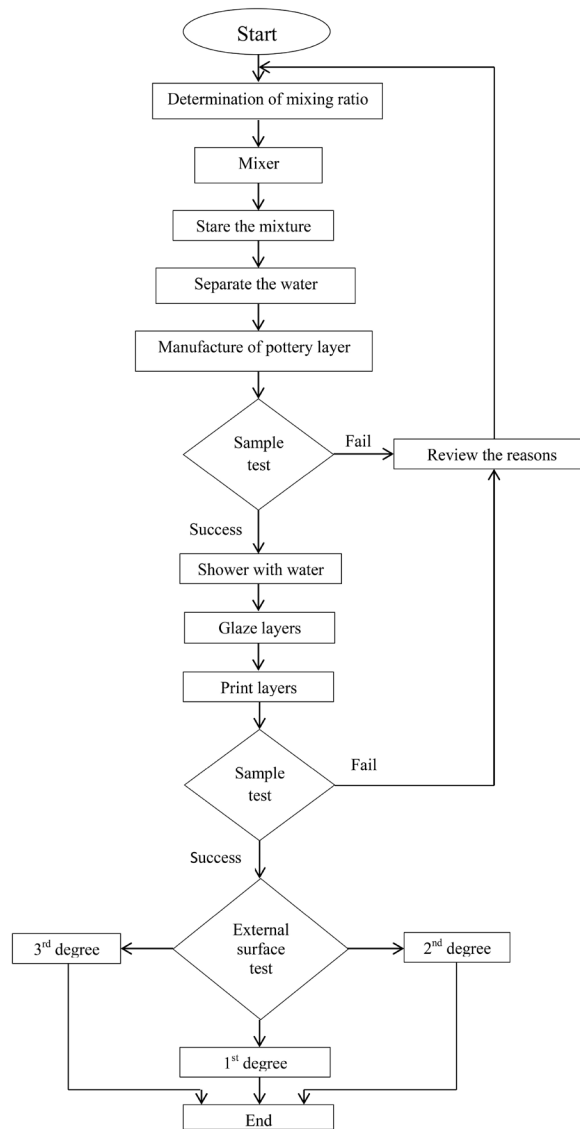 Start
Determination of mixing ratio
Mixer
Stare the mixture
Separate the water
Manufacture of pottery layer
Sample
test
Fail
Review the reasons
Success
Shower with water
Glaze layers
Print layers
Sample
test
Fail
Success
External
surface
test
3rd degree
2nd degree
1st degree
End